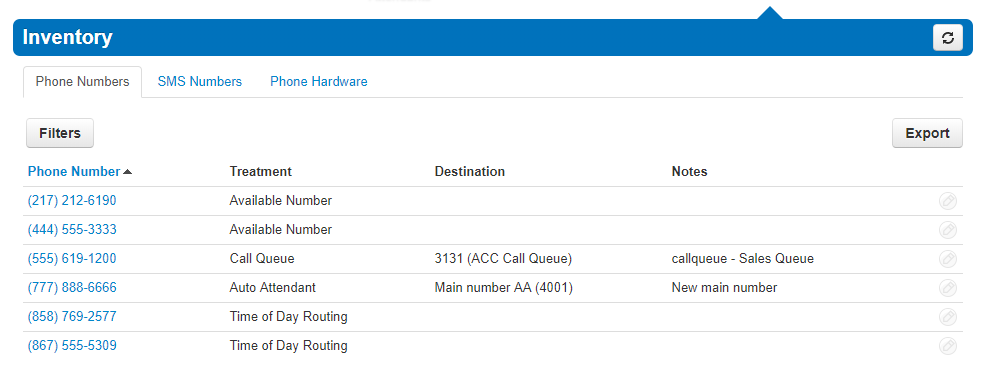 Inventory
Phone Numbers SMS Numbers Phone Hardware
Filters Export
Phone Number Treatment Destination Notes
(217) 212-6190 Available Number
(444) 555-3333 Available Number
(555) 619-1200 Call Queue 3131 (ACC Call Queue) callqueue - Sales Queue
(777) 888-6666 Auto Attendant Main number AA (4001) New main number
(858) 769-2577 Time of Day Routing
(867) 555-5309 Time of Day Routing